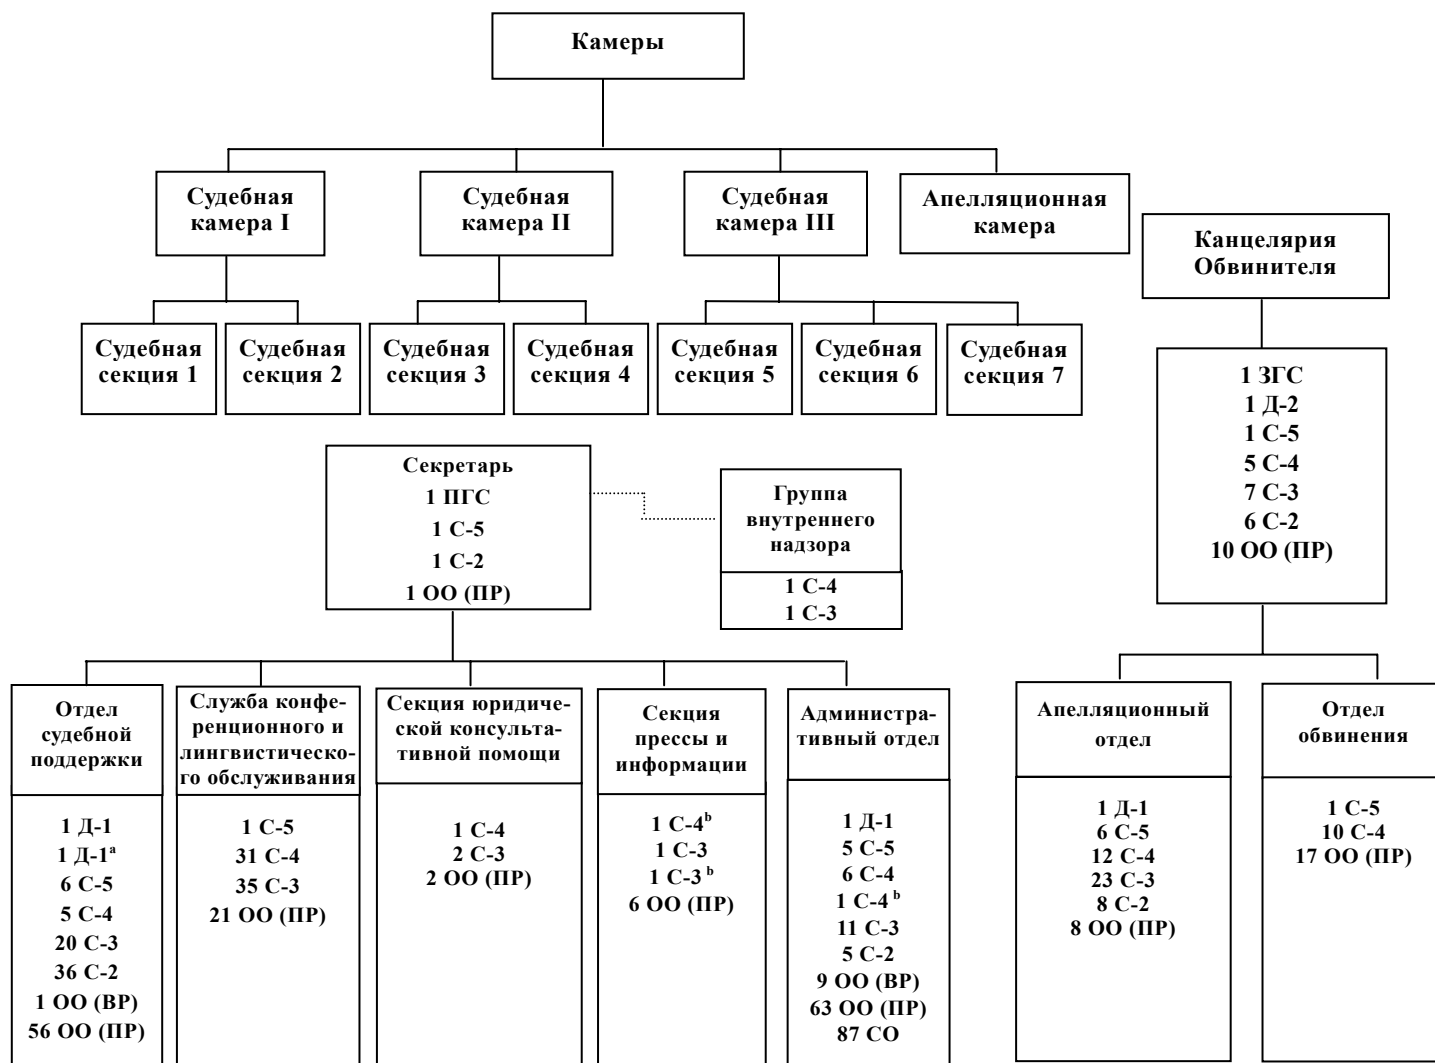 Камеры
Судебная
камера I
Судебная
камера II
Судебная
камера III
Апелляционная
камера
Канцелярия
Обвинителя
Судебная
секция 1
Судебная
секция 2
Судебная
секция 3
Судебная
секция 4
Судебная
секция 5
Судебная
секция 6
Судебная
секция 7
1 ЗГС
1 Д-2
1 С-5
5 С-4
7 С-3
6 С-2
10 ОО (ПР)
Секретарь
1 ПГС
1 С-5
1 С-2
1 ОО (ПР)
Группа
внутреннего
надзора
1 С-4
1 С-3
Отдел
судебной
поддержки
1 Д-1
1 Д-1ᵃ
6 С-5
5 С-4
20 С-3
36 С-2
1 ОО (ВР)
56 ОО (ПР)
Служба конфе-
ренционного и
лингвистическо-
го обслуживания
1 С-5
31 С-4
35 С-3
21 ОО (ПР)
Секция юридиче-
ской консульта-
тивной помощи
1 С-4
2 С-3
2 ОО (ПР)
Секция
прессы и
информации
1 С-4ᵇ
1 С-3
1 С-3 ᵇ
6 ОО (ПР)
Администра-
тивный отдел
1 Д-1
5 С-5
6 С-4
1 С-4 ᵇ
11 С-3
5 С-2
9 ОО (ВР)
63 ОО (ПР)
87 СО
Апелляционный
отдел
1 Д-1
6 С-5
12 С-4
23 С-3
8 С-2
8 ОО (ПР)
Отдел
обвинения
1 С-5
10 С-4
17 ОО (ПР)